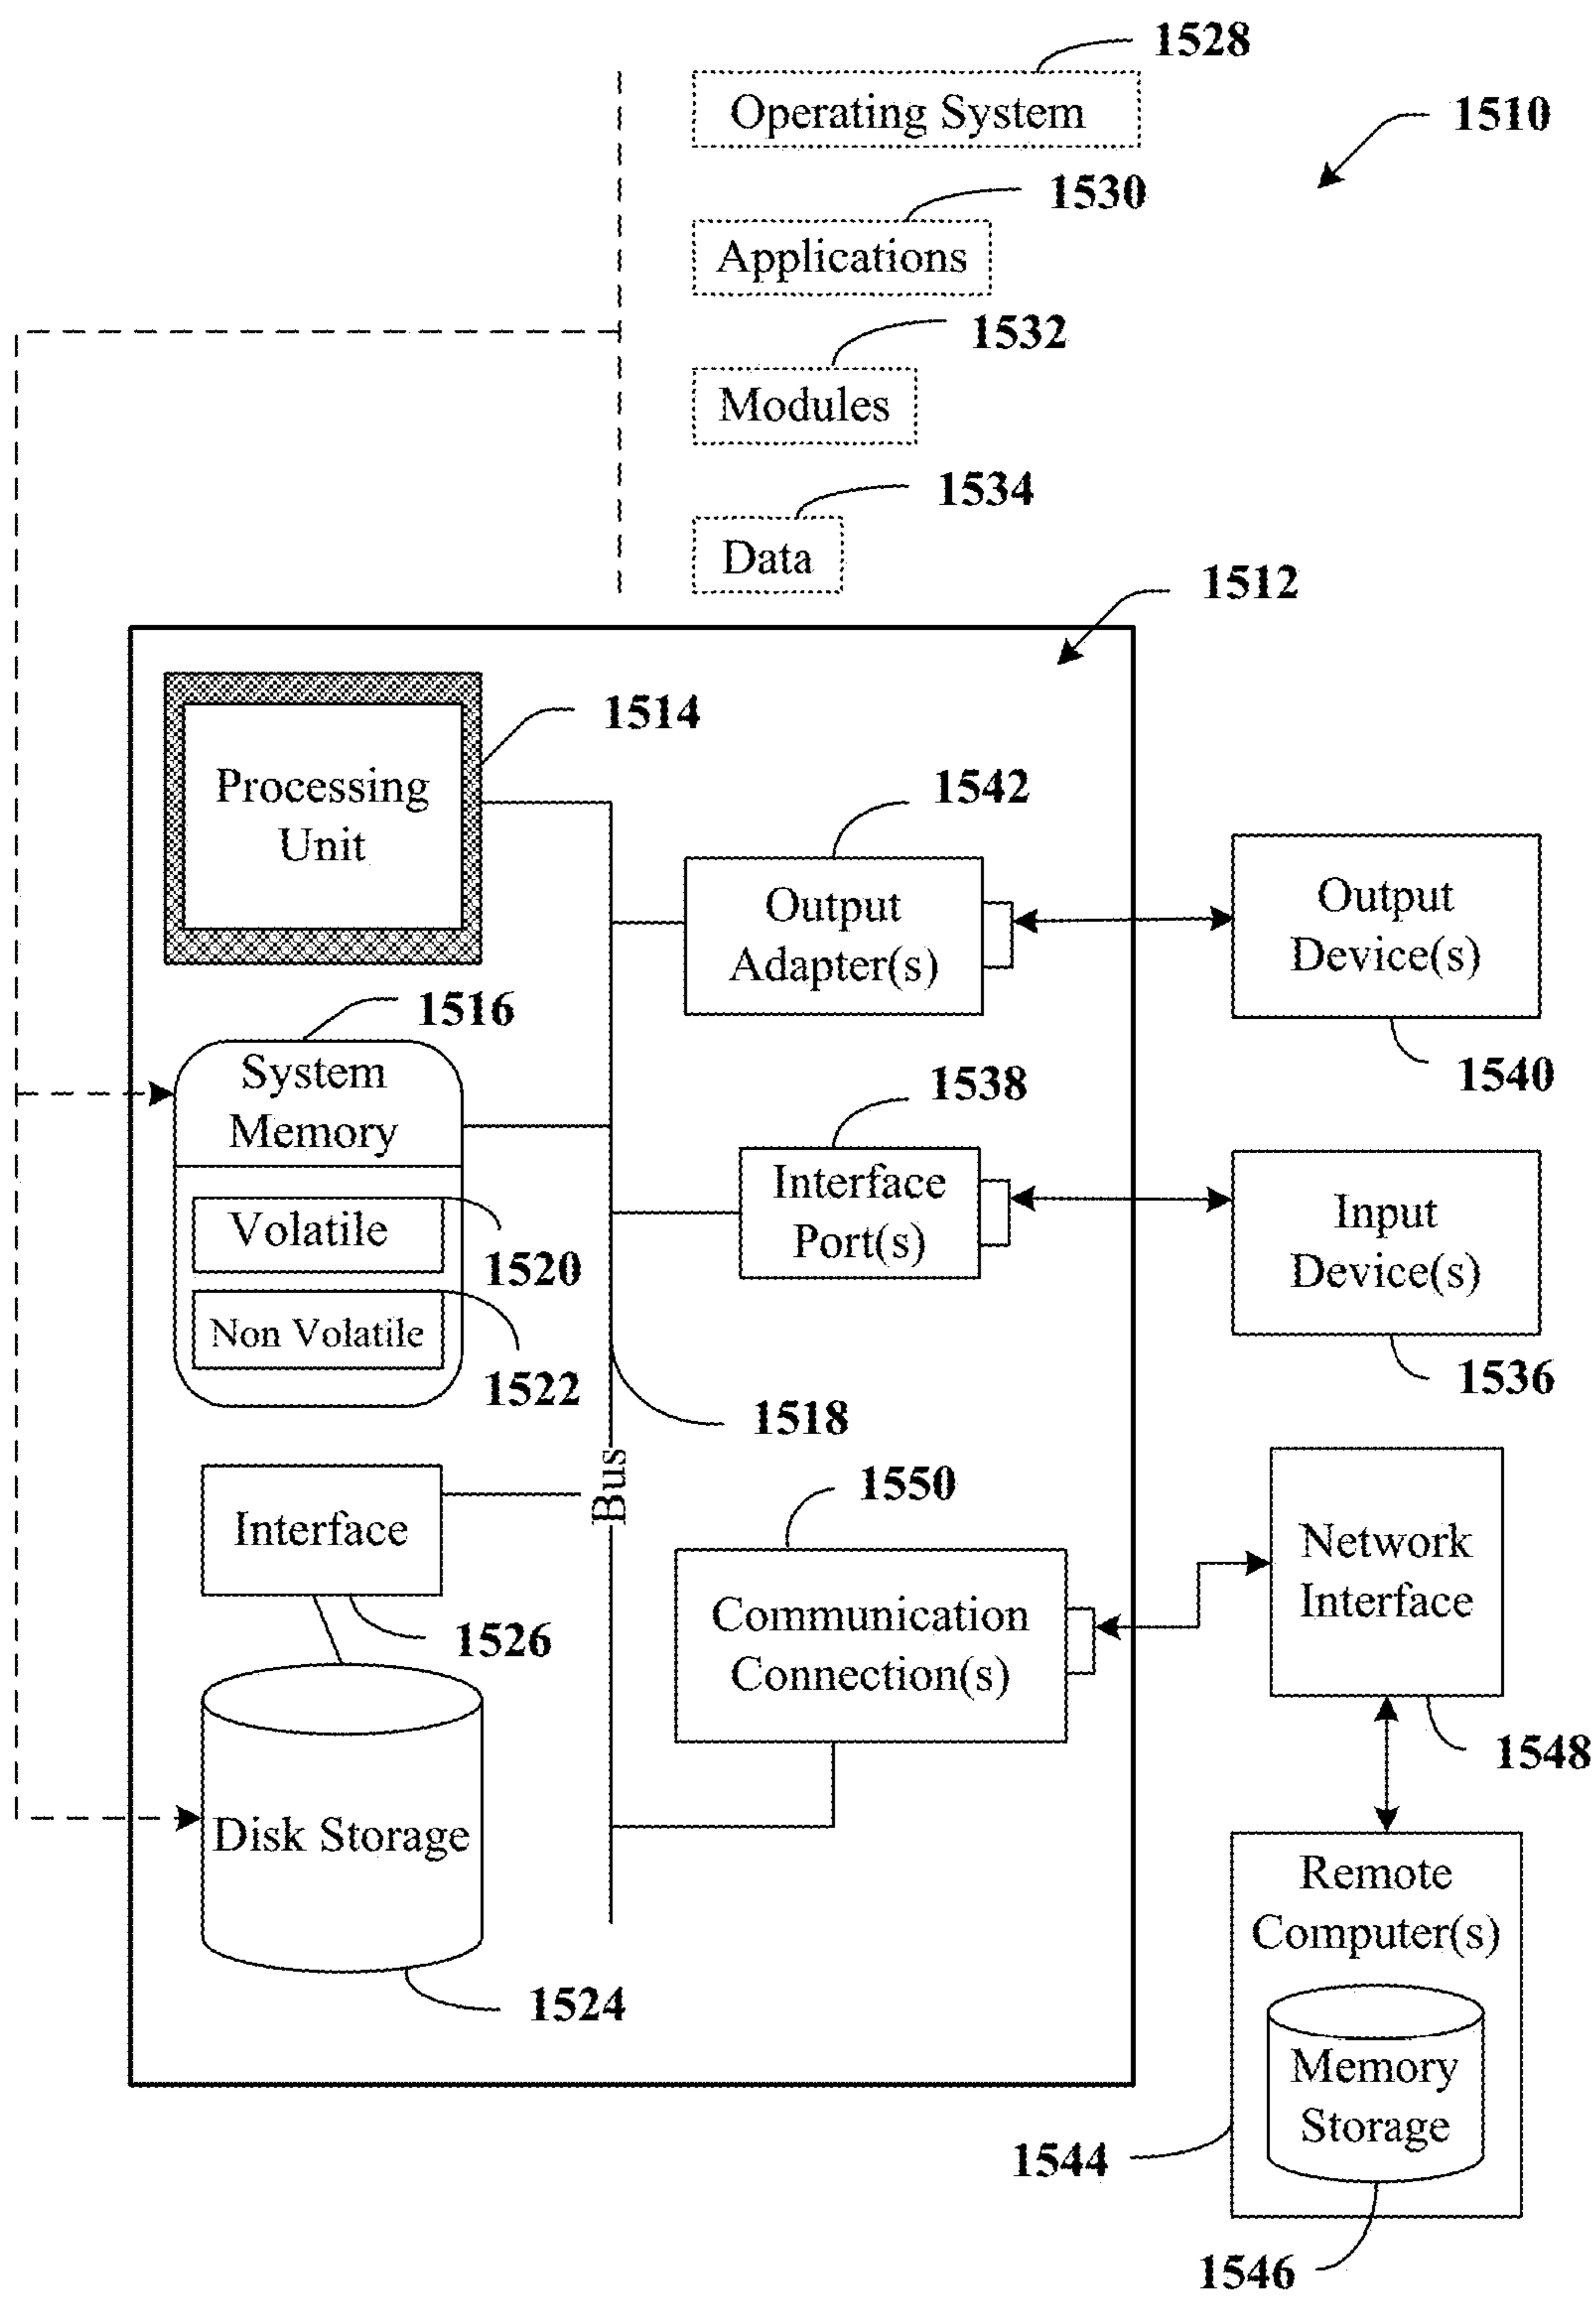 1528
Operating System
1510
1530
Applications
1532
Modules
1534
Data
1512
1514
Processing
Unit
1542
Output
Adapter(s)
Output
Device(s)
1540
1516
System
Memory
1538
Interface
Port(s)
Input
Device(s)
1536
Volatile
1520
Non Volatile
1522
1518
Bus
1550
Interface
1526
Communication
Connection(s)
Network
Interface
1548
Disk Storage
1524
Remote
Computer(s)
Memory
Storage
1544
1546